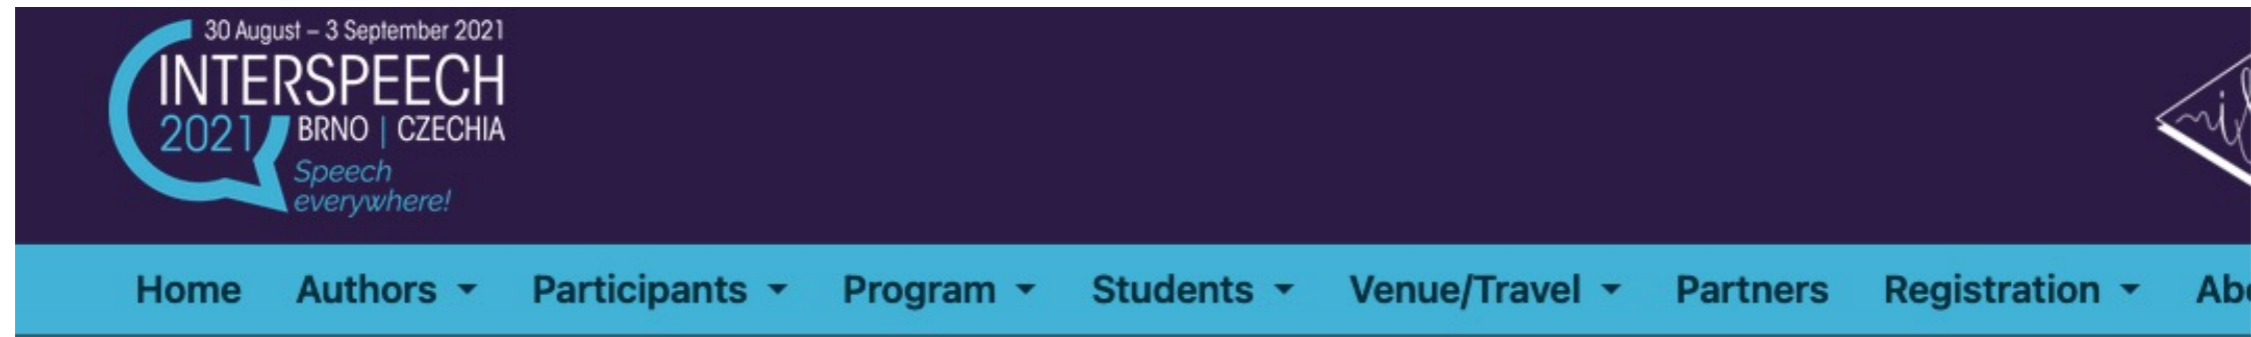 30 August – 3 September 2021
INTERSPEECH
2021 BRNO | CZECHIA
Speech
everywhere!
Home Authors Participants Program Students Venue/Travel Partners Registration